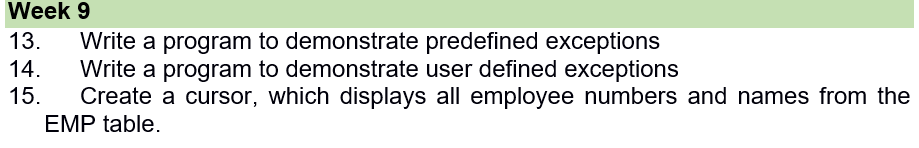 Week 9
13. Write a program to demonstrate predefined exceptions
14. Write a program to demonstrate user defined exceptions
15. Create a cursor, which displays all employee numbers and names from the
EMP table.